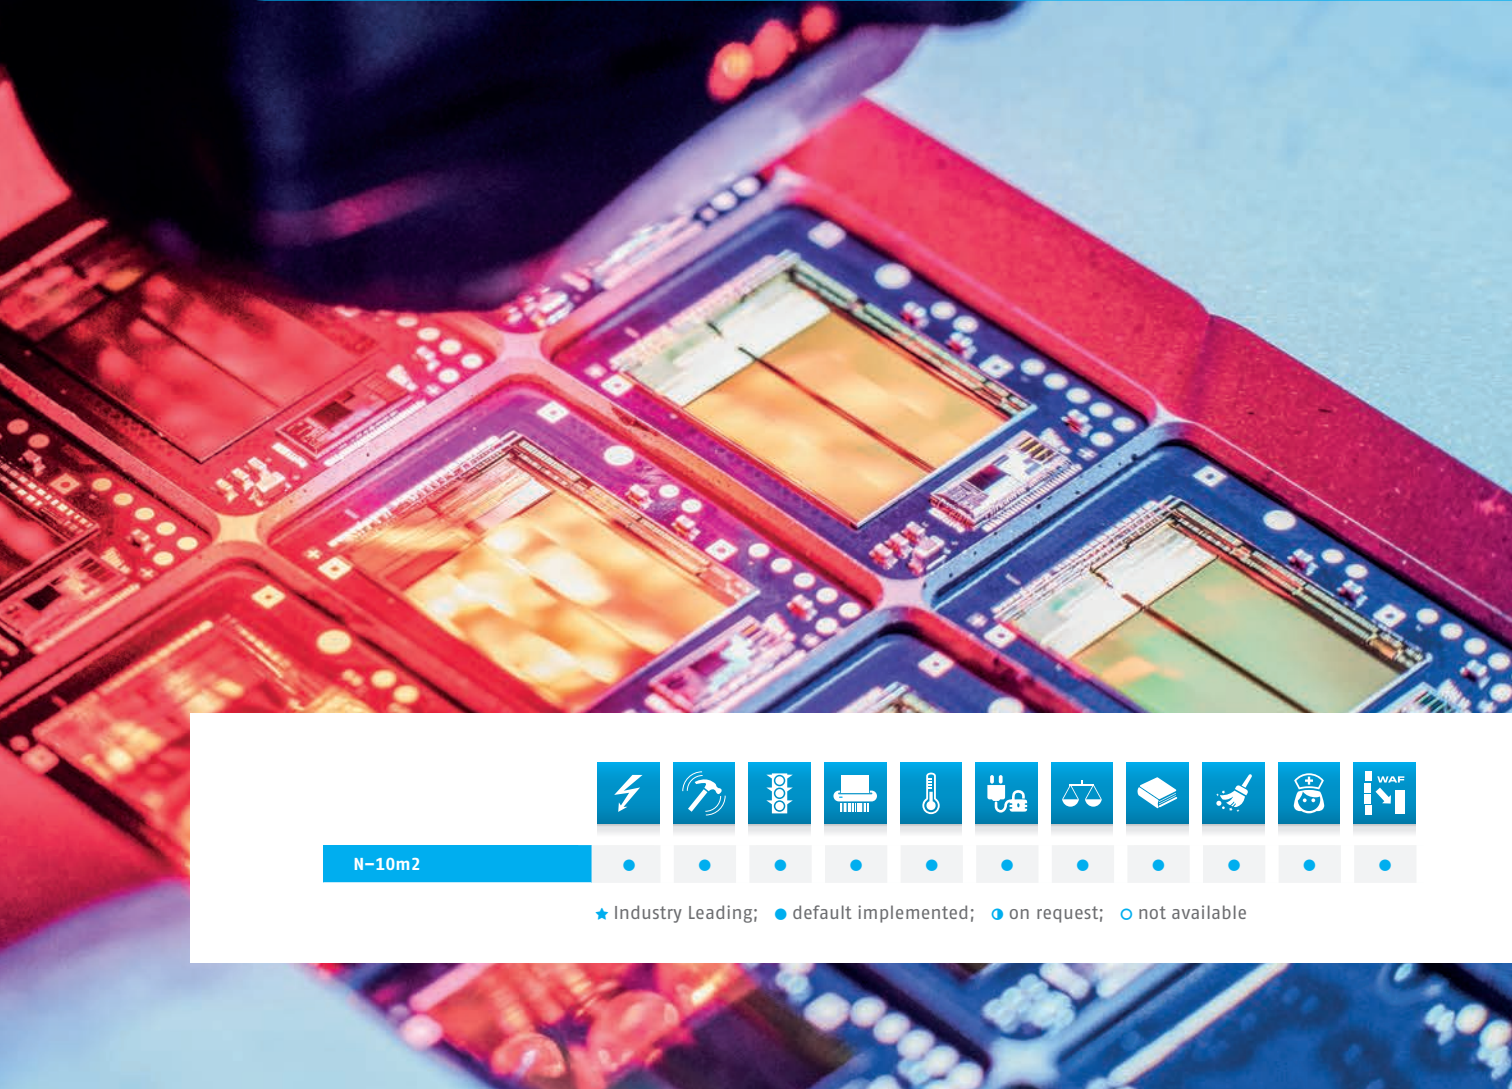 WAF
N–10m2
Industry Leading; default implemented; on request; not available